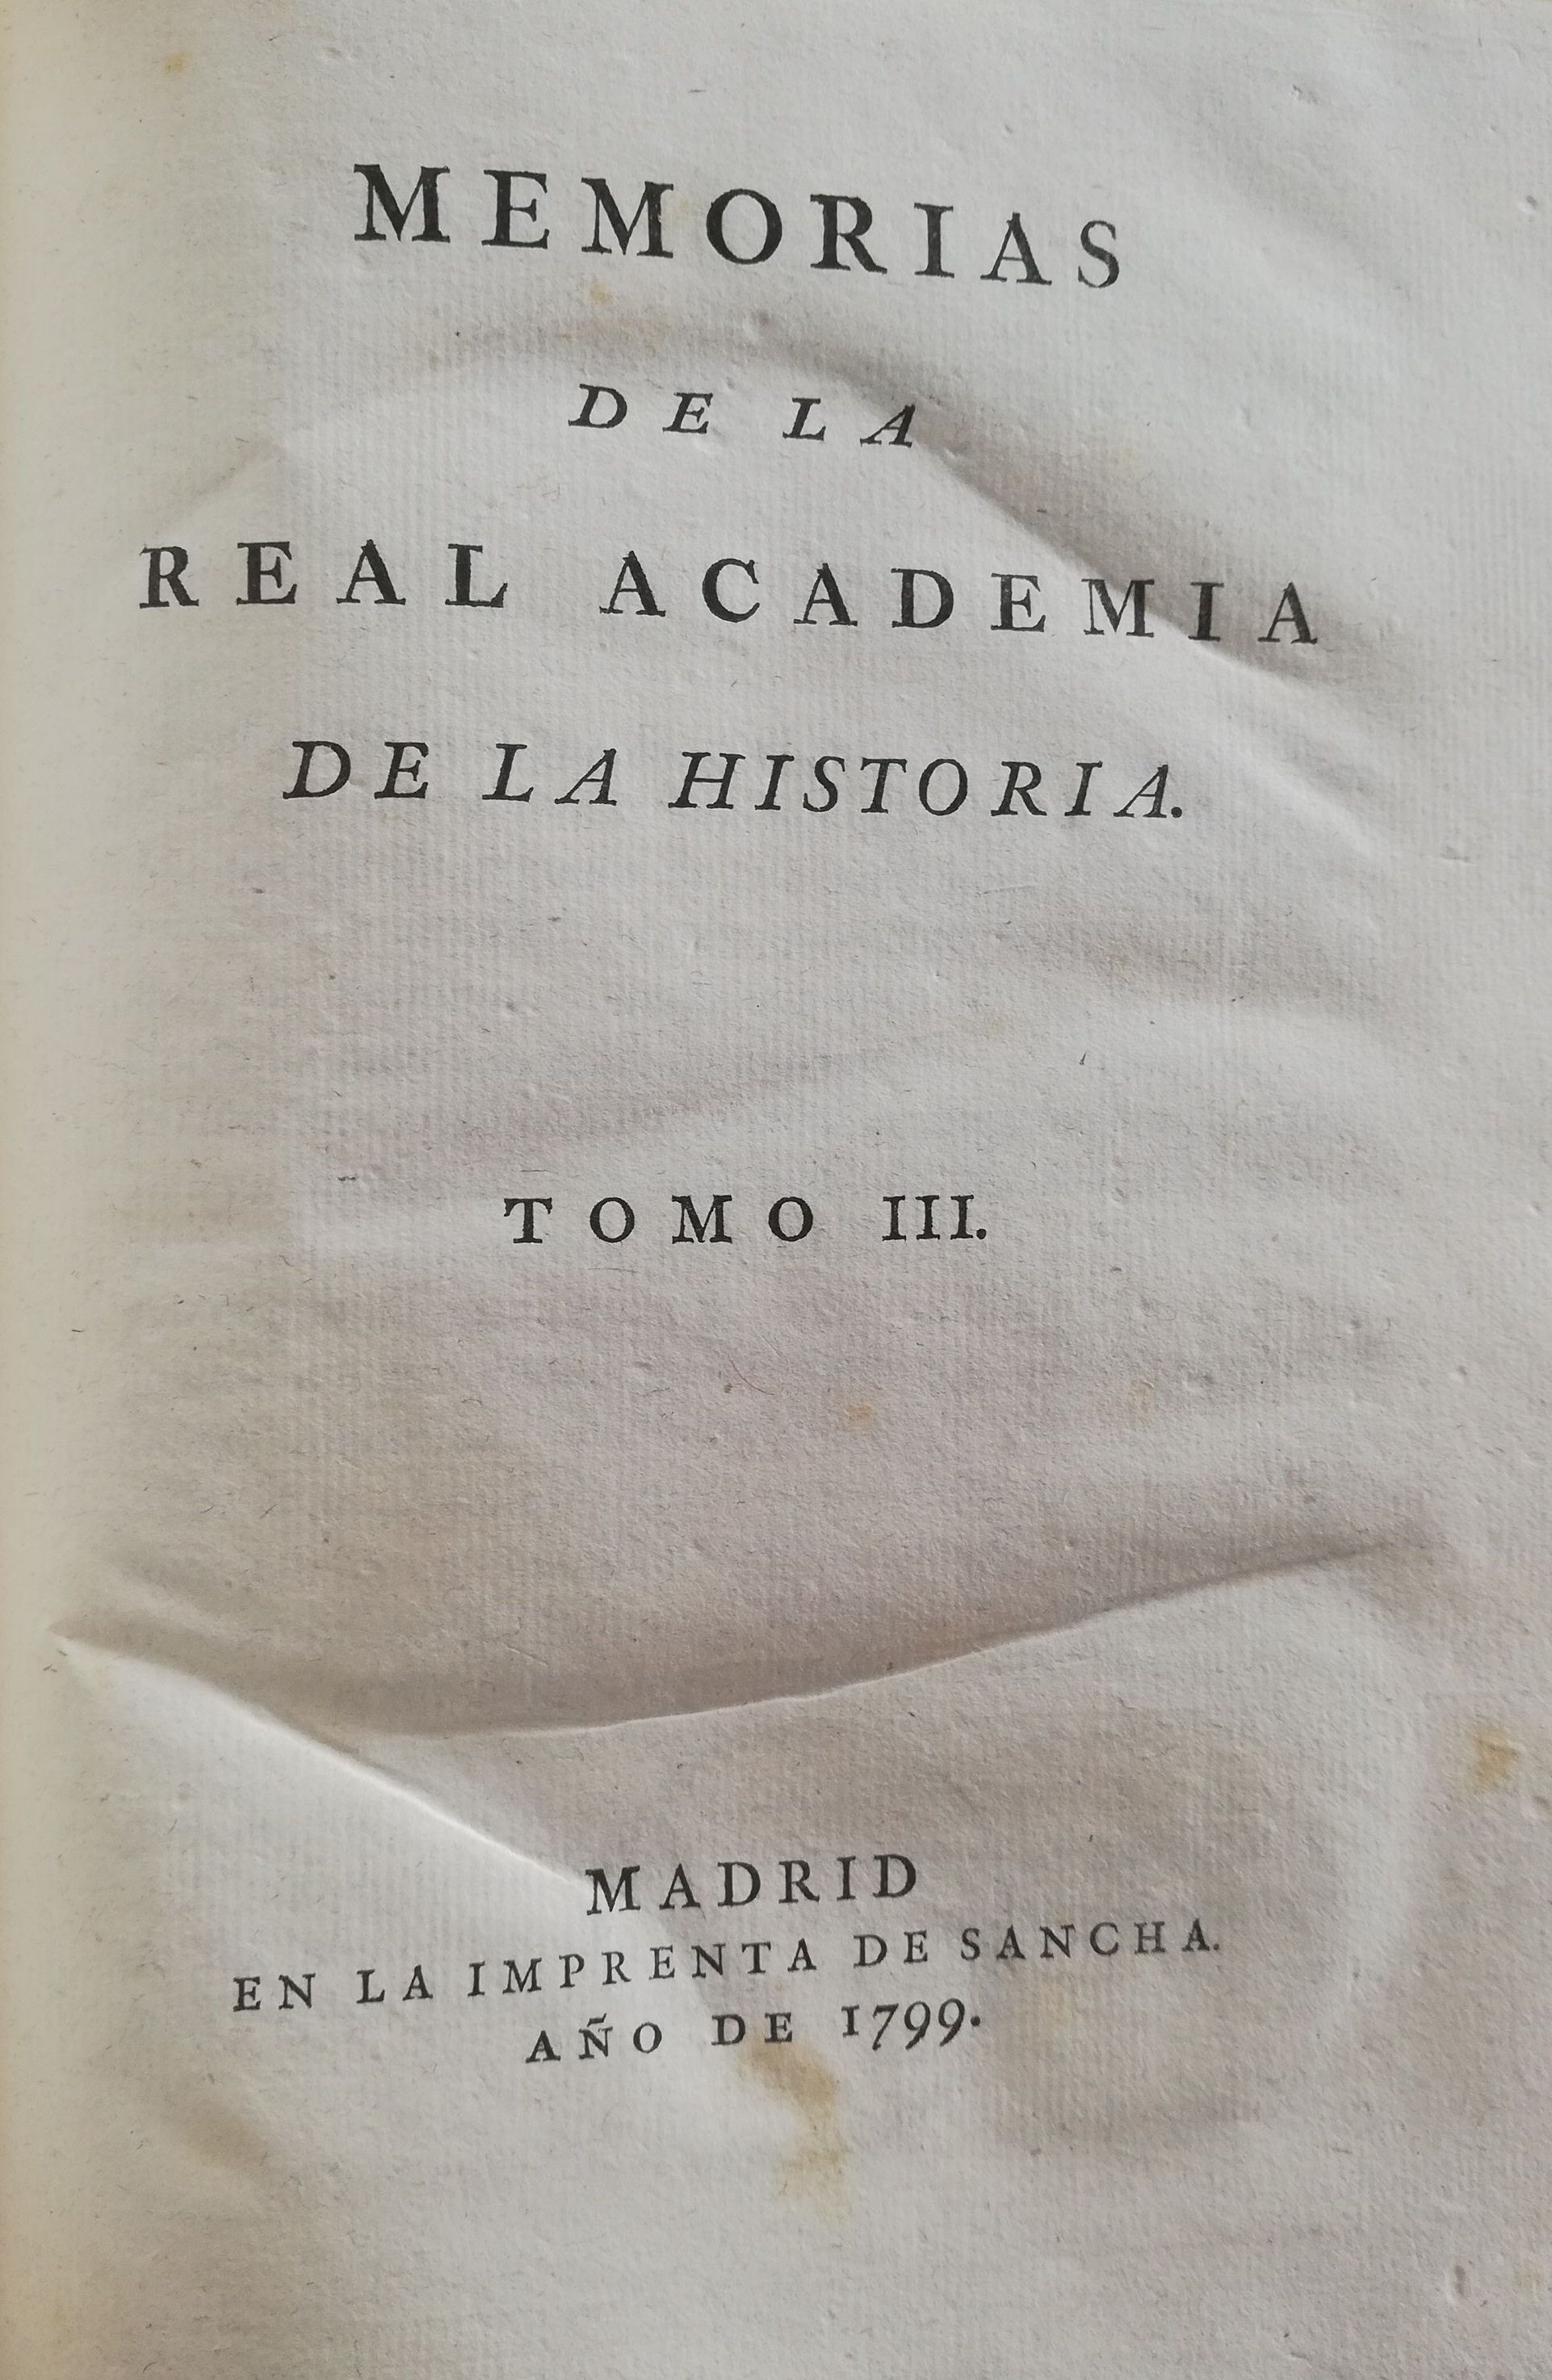 MEMORIAS
DE LA
REAL ACADEMIA
DE LA HISTORIA.
TOMO III.
MADRID
EN LA IMPRENTA DE SANCHA.
AÑO DE 1799.